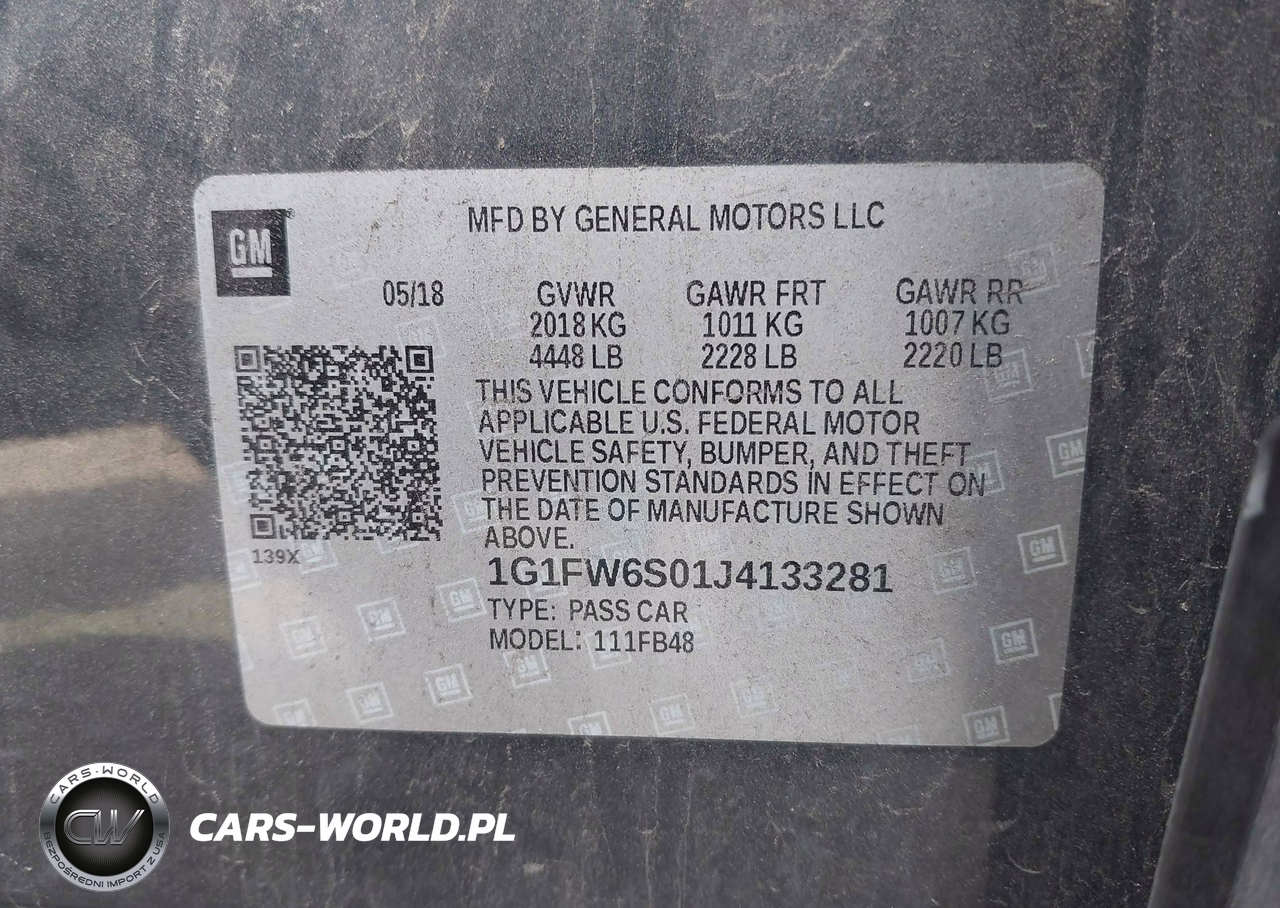 GM
MFD BY GENERAL MOTORS LLC
05/18 GVWR GAWR FRT GAWR RR
2018 KG 1011 KG 1007 KG
4448 LB 2228 LB 2220 LB
THIS VEHICLE CONFORMS TO ALL
APPLICABLE U.S. FEDERAL MOTOR
VEHICLE SAFETY, BUMPER, AND THEFT
PREVENTION STANDARDS IN EFFECT ON
THE DATE OF MANUFACTURE SHOWN
ABOVE.
139X
1G1FW6S01J4133281
TYPE: PASS CAR
MODEL: 111FB48
CARS-WORLD
CW
BEZPOŚREDNI IMPORT Z USA
CARS-WORLD.PL